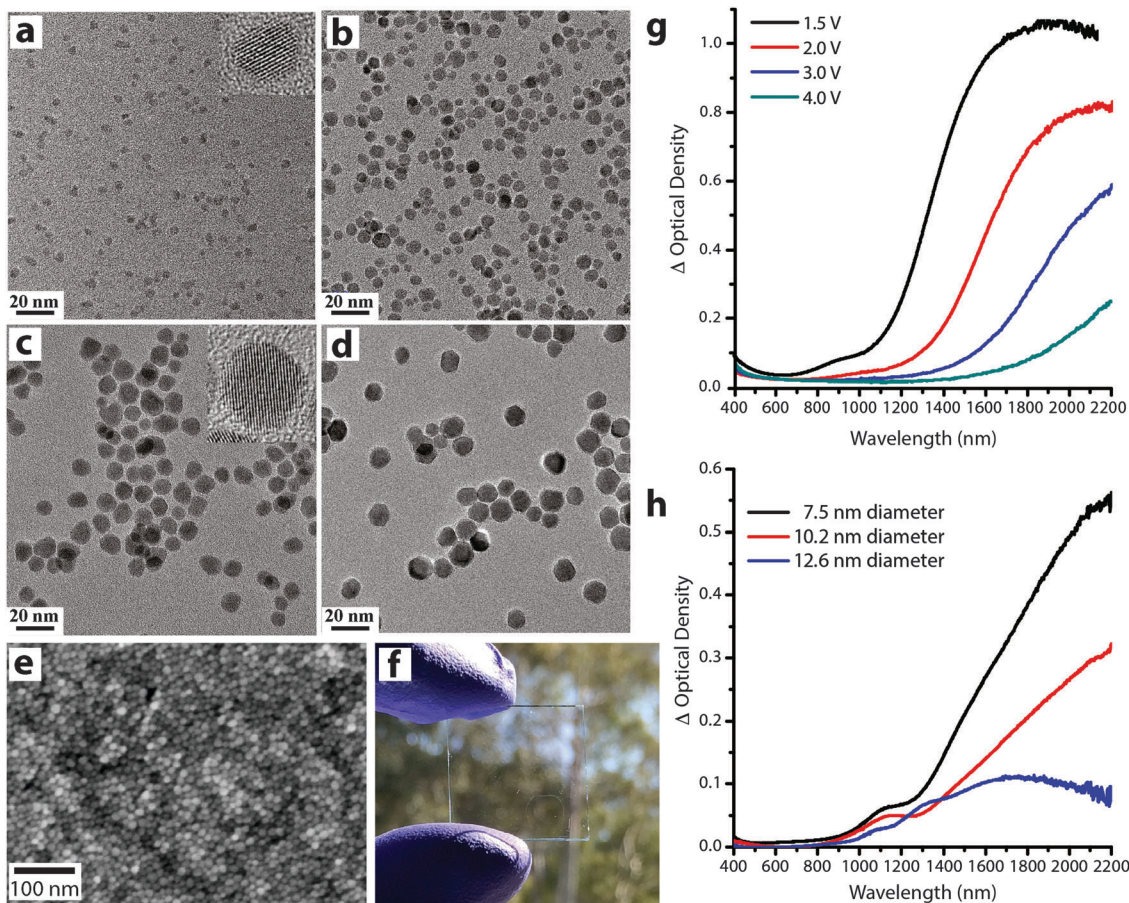 a
20 nm
b
20 nm
c
20 nm
d
20 nm
e
100 nm
f
g
1.5 V
2.0 V
3.0 V
4.0 V
Δ Optical Density
1.0
0.8
0.6
0.4
0.2
0.0
400 600 800 1000 1200 1400 1600 1800 2000 2200
Wavelength (nm)
h
7.5 nm diameter
10.2 nm diameter
12.6 nm diameter
Δ Optical Density
0.6
0.5
0.4
0.3
0.2
0.1
0.0
400 600 800 1000 1200 1400 1600 1800 2000 2200
Wavelength (nm)